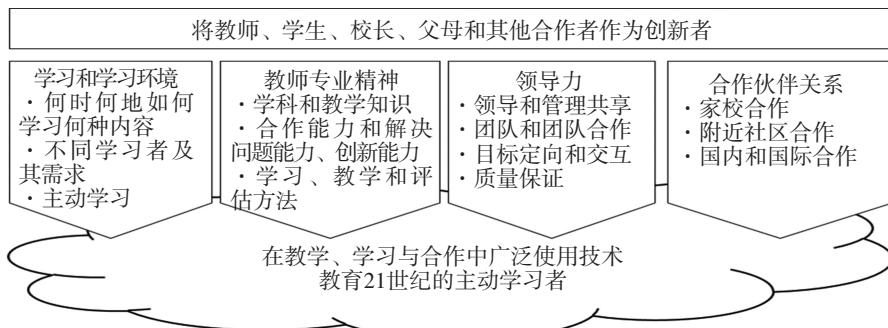 将教师、学生、校长、父母和其他合作者作为创新者
学习和学习环境
·何时何地如何
学习何种内容
·不同学习者及
其需求
·主动学习
教师专业精神
·学科和教学知识
·合作能力和解决
问题能力、创新能力
·学习、教学和评
估方法
领导力
·领导和管理共享
·团队和团队合作
·目标定向和交互
·质量保证
合作伙伴关系
·家校合作
·附近社区合作
·国内和国际合作
在教学、学习与合作中广泛使用技术
教育21世纪的主动学习者